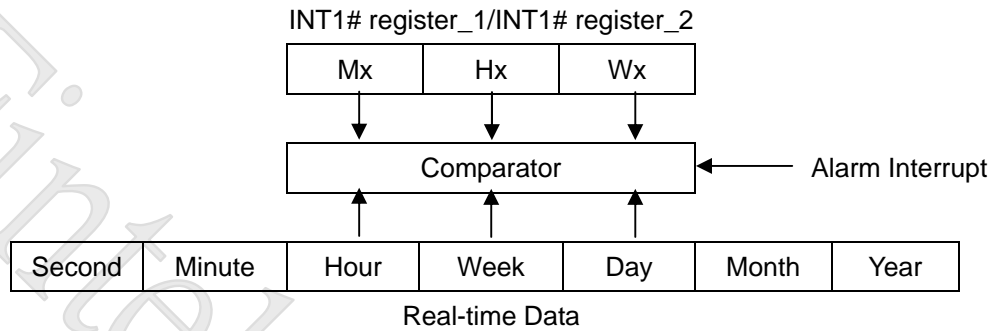 INT1# register_1/INT1# register_2
Mx Hx Wx
Comparator
Alarm Interrupt
Second Minute Hour Week Day Month Year
Real-time Data